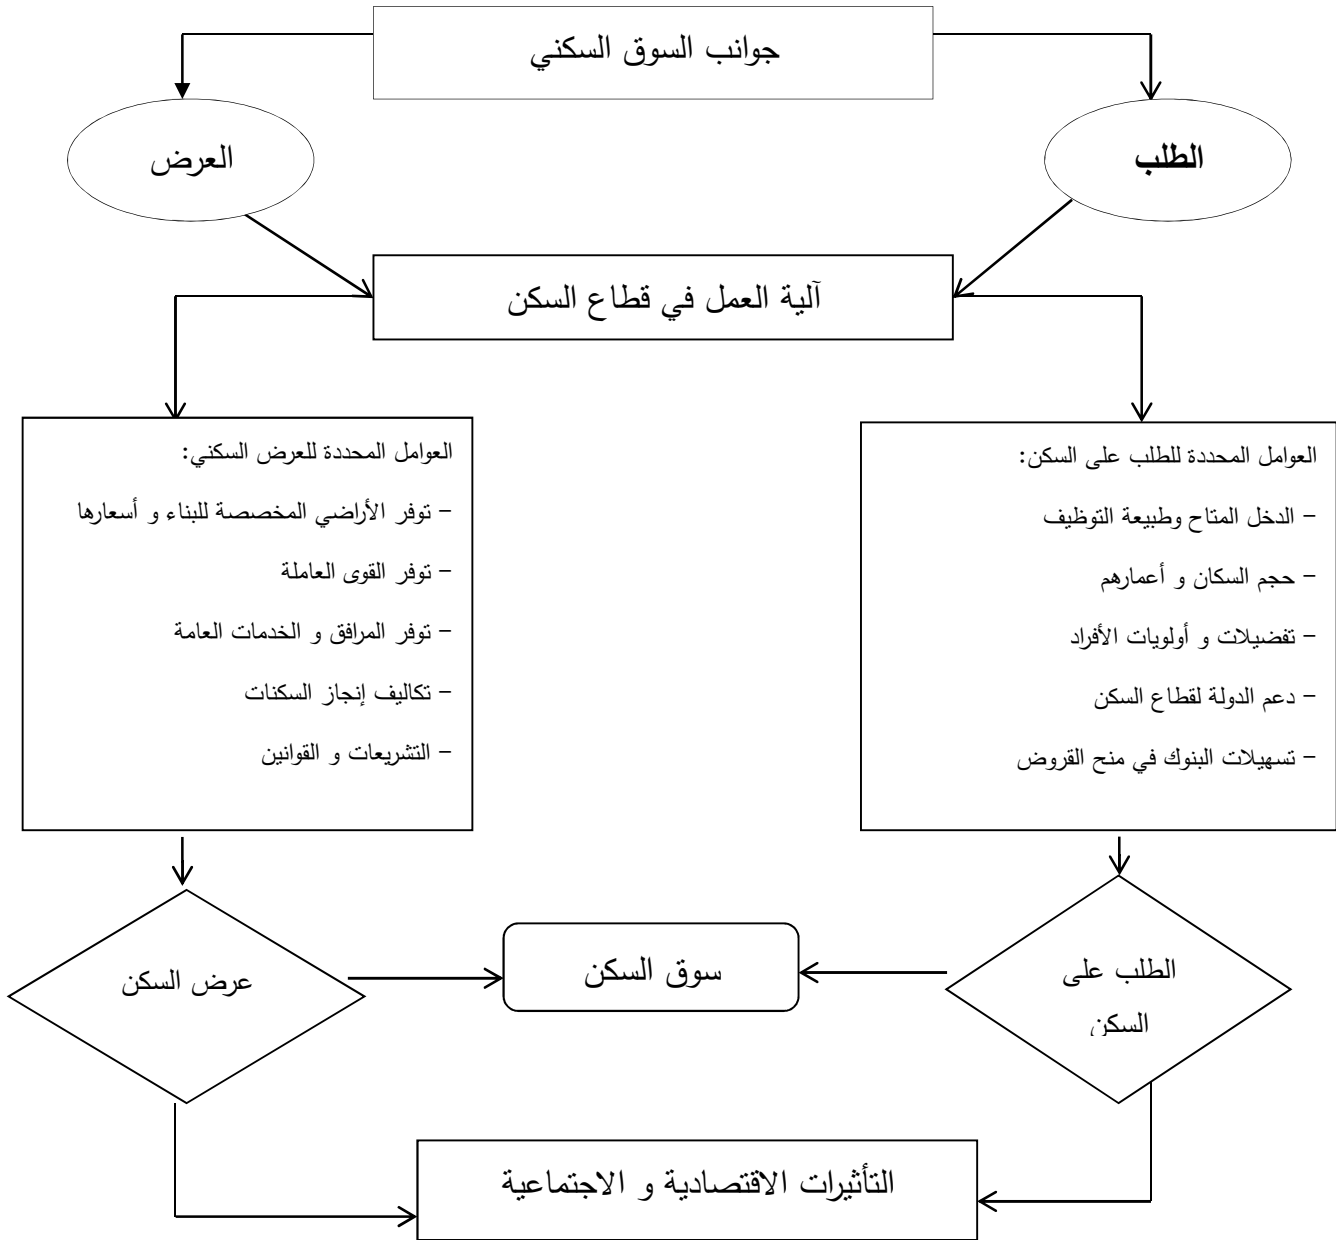 جوانب السوق السكني
الطلب
العرض
آلية العمل في قطاع السكن
العوامل المحددة للطلب على السكن:
– الدخل المتاح وطبيعة التوظيف
– حجم السكان و أعمارهم
– تفضيلات و أولويات الأفراد
– دعم الدولة لقطاع السكن
– تسهيلات البنوك في منح القروض
العوامل المحددة للعرض السكني:
– توفر الأراضي المخصصة للبناء و أسعارها
– توفر القوى العاملة
– توفر المرافق و الخدمات العامة
– تكاليف إنجاز السكنات
– التشريعات و القوانين
الطلب على
السكن
سوق السكن
عرض السكن
التأثيرات الاقتصادية و الاجتماعية